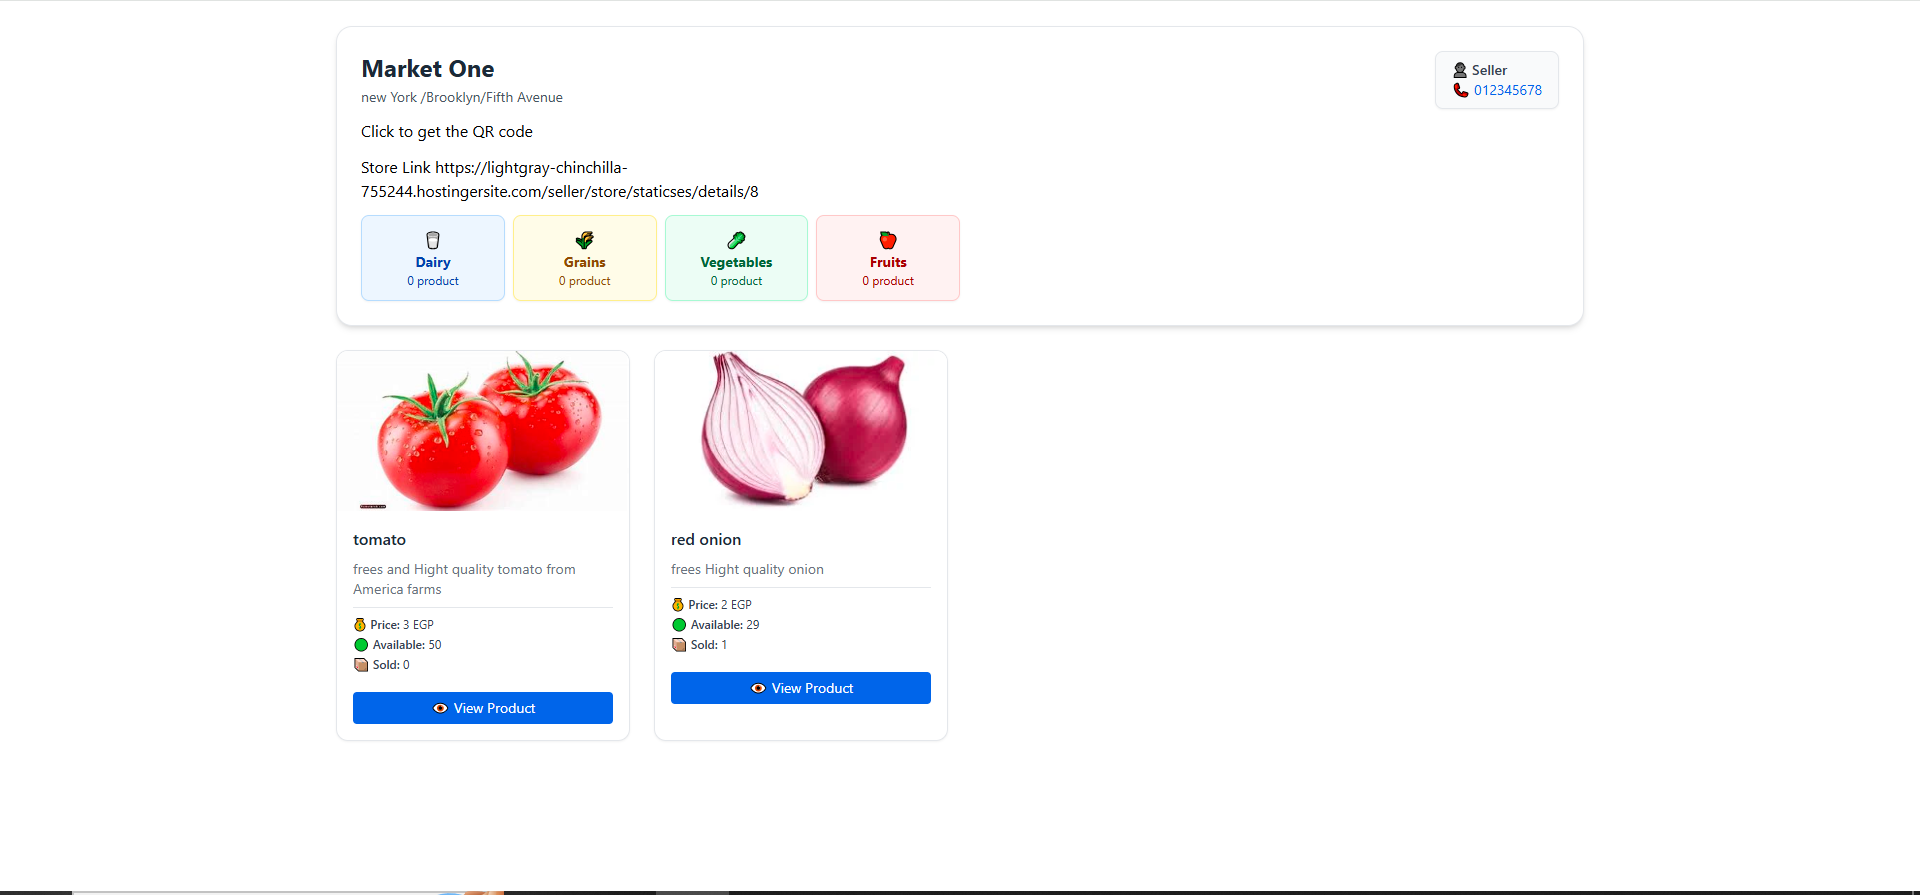 Market One
new York /Brooklyn/Fifth Avenue
Seller
012345678
Click to get the QR code
Store Link https://lightgray-chinchilla-
755244.hostingersite.com/seller/store/staticses/details/8
Dairy
0 product
Grains
0 product
Vegetables
0 product
Fruits
0 product
tomato
frees and Hight quality tomato from
America farms
Price: 3 EGP
Available: 50
Sold: 0
View Product
red onion
frees Hight quality onion
Price: 2 EGP
Available: 29
Sold: 1
View Product